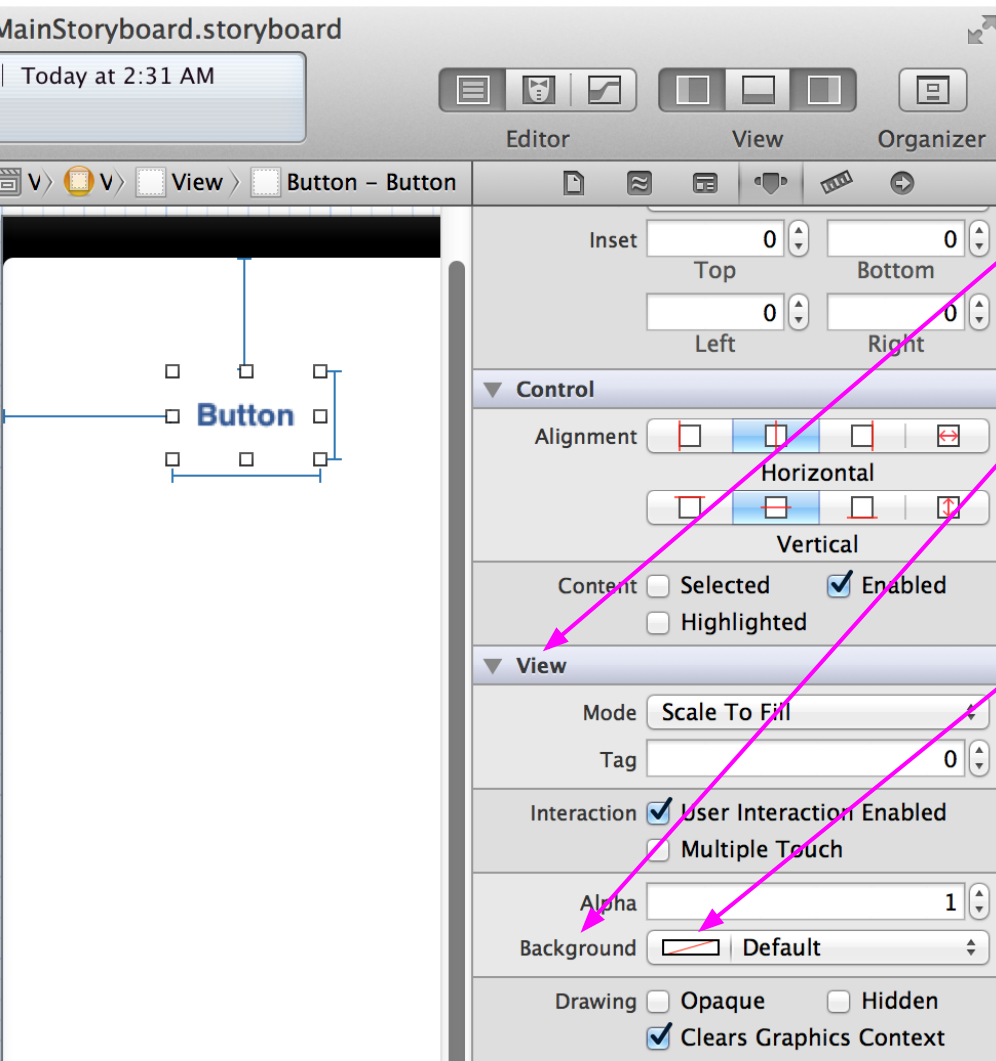 MainStoryboard.storyboard
Today at 2:31 AM
Editor View Organizer
V View Button – Button
Inset 0 0
Top Bottom
0 0
Left Right
Control
Alignment
Horizontal
Vertical
Button
Content Selected Enabled
Highlighted
View
Mode Scale To Fill
Tag 0
Interaction User Interaction Enabled
Multiple Touch
Alpha 1
Background Default
Drawing Opaque Hidden
Clears Graphics Context